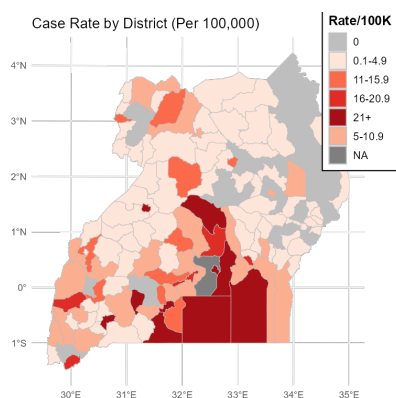 Case Rate by District (Per 100,000)
Rate/100K
0
0.1-4.9
11-15.9
16-20.9
21+
5-10.9
NA
4°N
3°N
2°N
1°N
0°
1°S
30°E
31°E
32°E
33°E
34°E
35°E